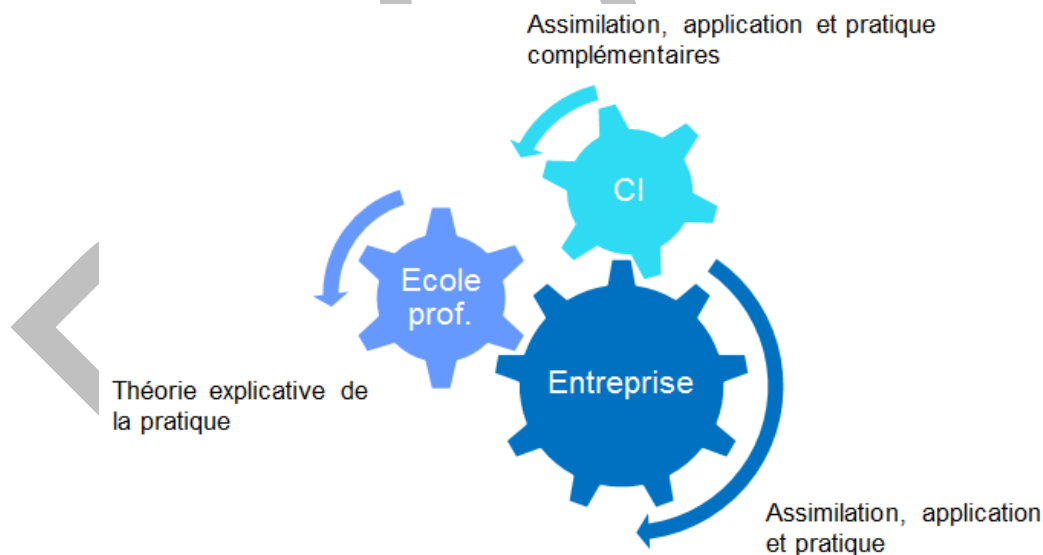 Assimilation, application et pratique
complémentaires
CI
Ecole
prof.
Entreprise
Théorie explicative de
la pratique
Assimilation, application
et pratique